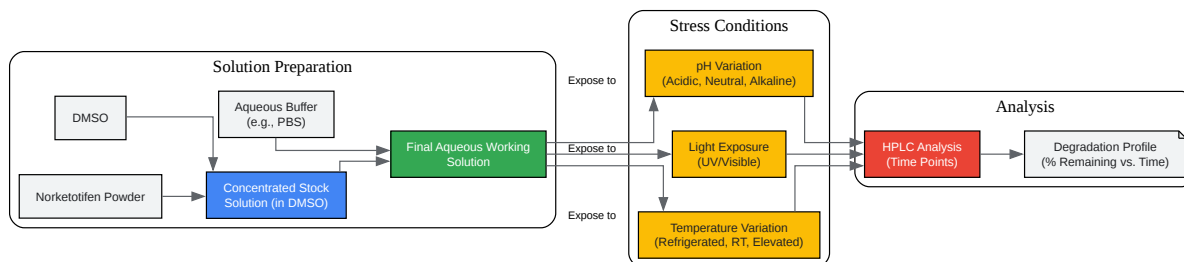 Solution Preparation
DMSO
Aqueous Buffer
(e.g., PBS)
Norketotifen Powder
Concentrated Stock
Solution (in DMSO)
Final Aqueous Working
Solution
Expose to
Expose to
Expose to
Stress Conditions
pH Variation
(Acidic, Neutral, Alkaline)
Light Exposure
(UV/Visible)
Temperature Variation
(Refrigerated, RT, Elevated)
Analysis
HPLC Analysis
(Time Points)
Degradation Profile
(% Remaining vs. Time)